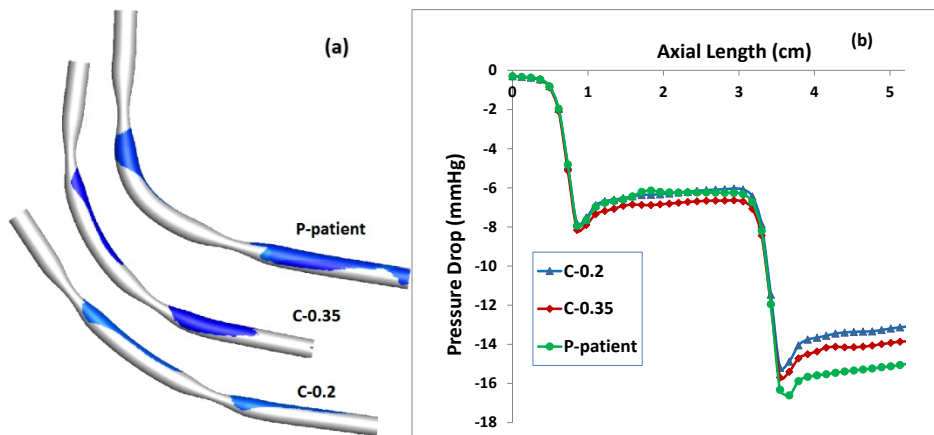 (a)
P-patient
C-0.35
C-0.2
(b)
Axial Length (cm)
0
0 1 2 3 4 5
-2
-4
-6
-8
-10
-12
-14
-16
-18
Pressure Drop (mmHg)
C-0.2
C-0.35
P-patient